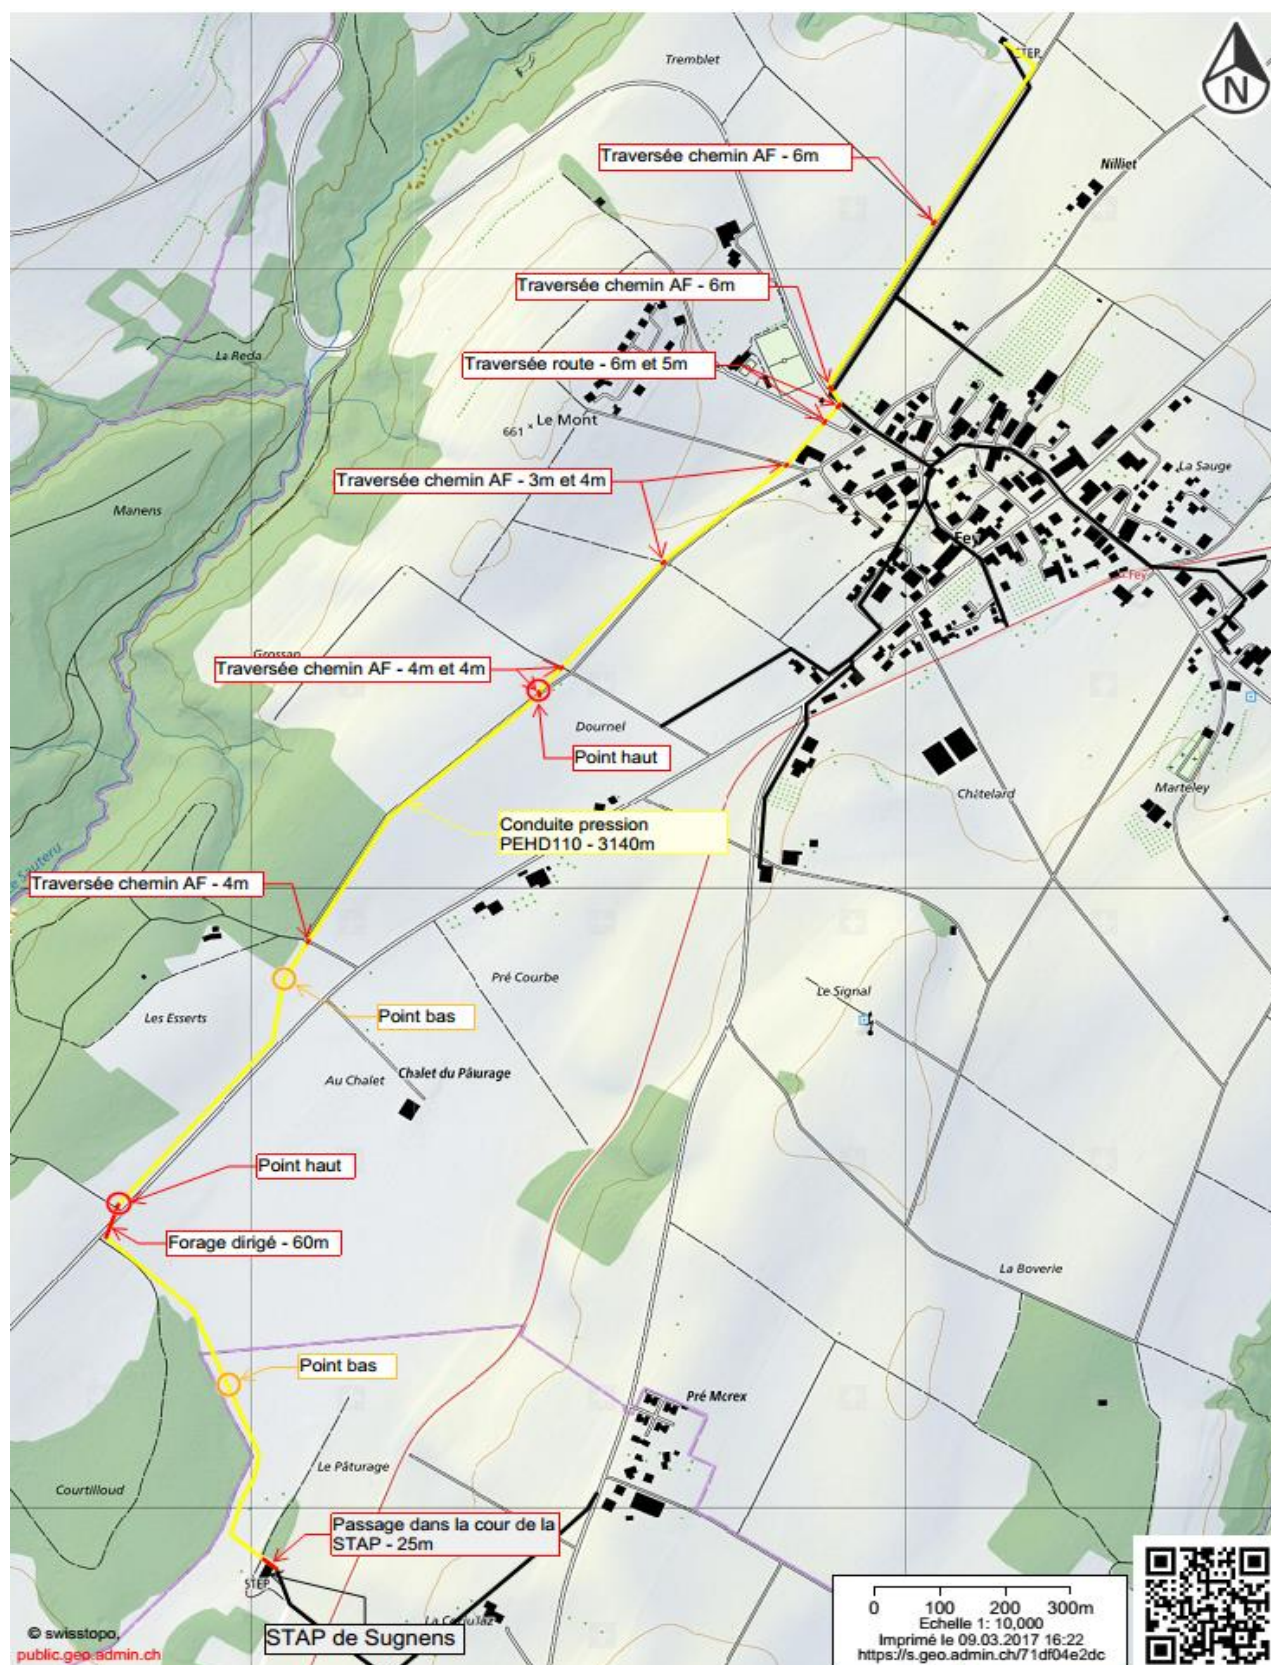 STEP
Tremblet
N
Traversée chemin AF - 6m
Nilliet
Traversée chemin AF - 6m
La Reda
Traversée route - 6m et 5m
661
Le Mont
La Sauge
Traversée chemin AF - 3m et 4m
Manens
Fey
Fey
Grossan
Traversée chemin AF - 4m et 4m
Dournel
Point haut
Châtelard
Marteley
Conduite pression
PEHD110 - 3140m
Traversée chemin AF - 4m
Pré Courbe
Le Signal
Les Esserts
Point bas
Au Chalet
Chalet du Pâturage
Point haut
Forage dirigé - 60m
La Boverie
Point bas
Pré Morex
Le Pâturage
Courtilloud
Passage dans la cour de la
STAP - 25m
STEP
STAP de Sugnens
© swisstopo,
public.geo.admin.ch
0 100 200 300m
Echelle 1: 10,000
Imprimé le 09.03.2017 16:22
https://s.geo.admin.ch/71df04e2dc